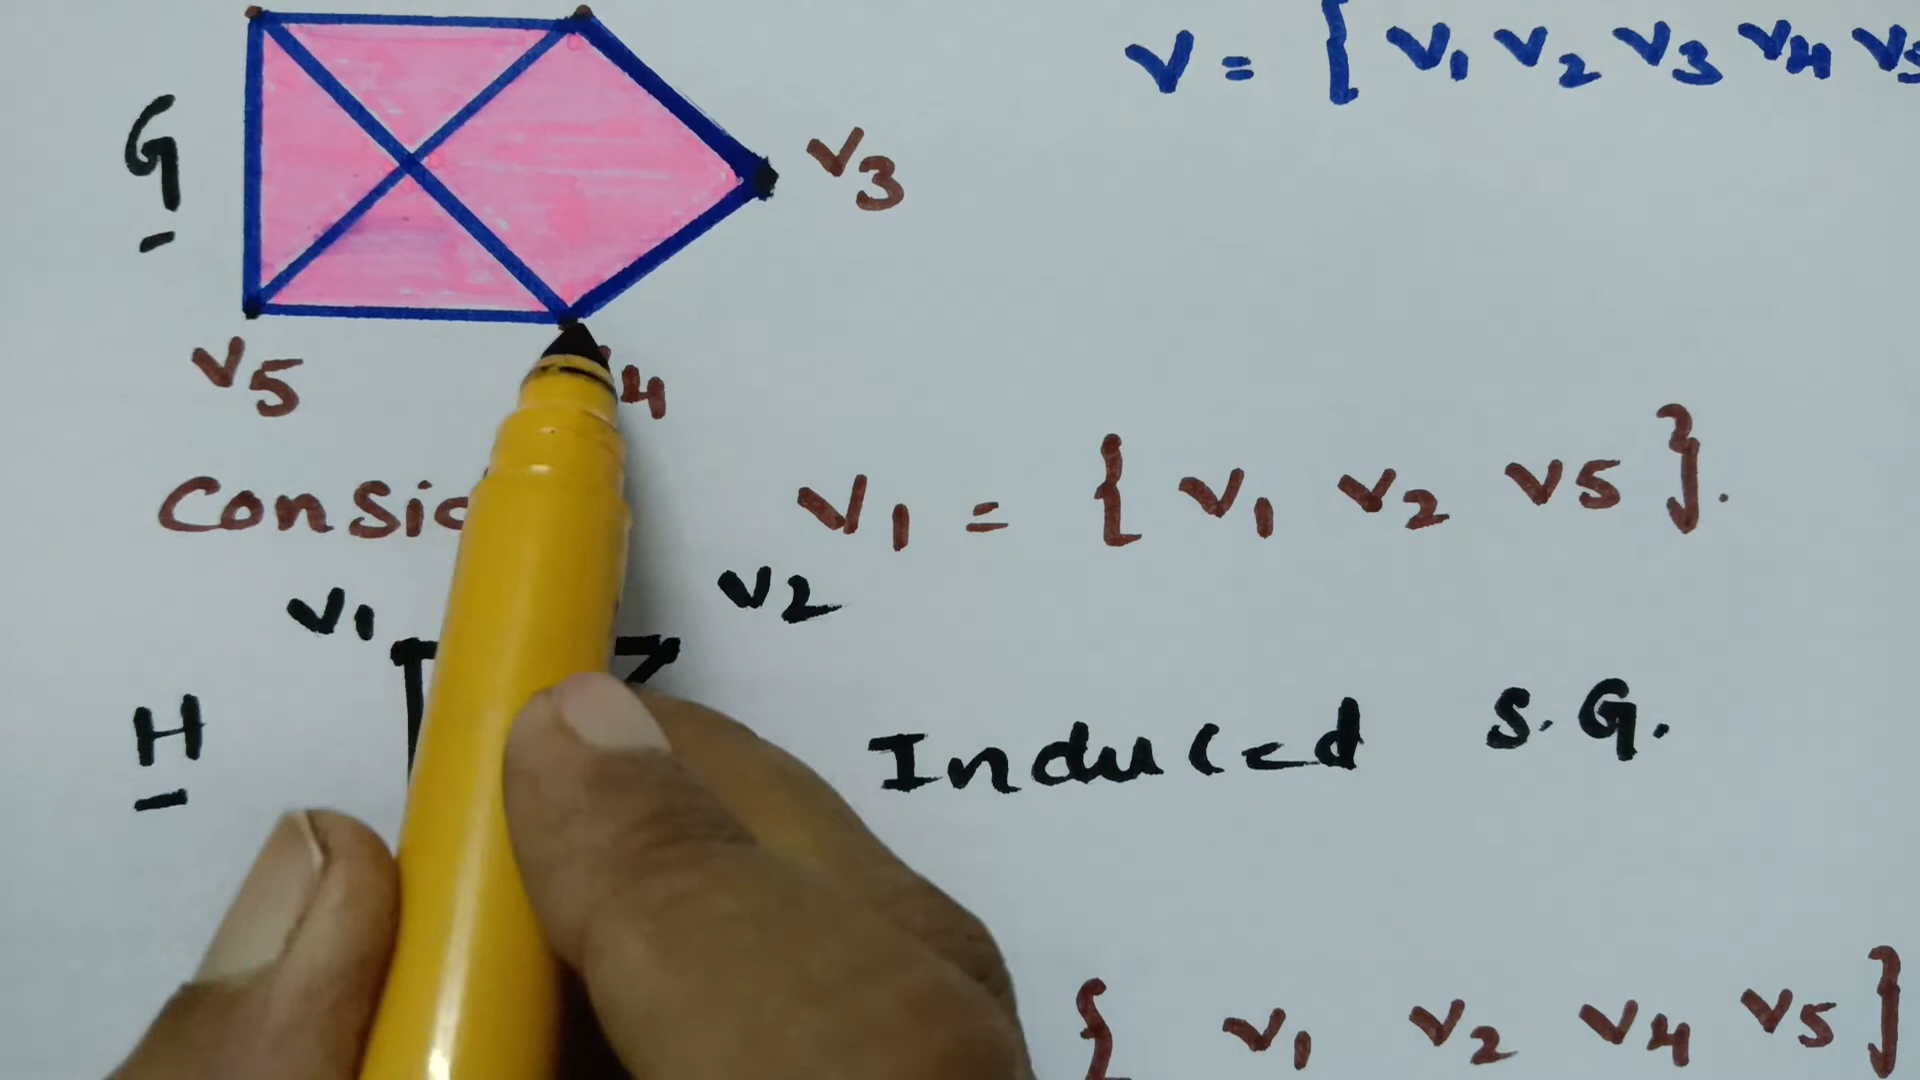 V = { V1 V2 V3 V4 V5
G
V3
V5
4
V1 = { V1 V2 V5 }.
V1 V2
H Induced S.G.
{ V1 V2 V4 V5 }